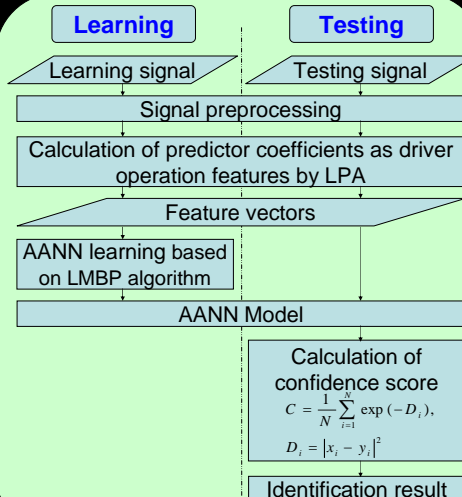 Learning
Testing
Learning signal
Testing signal
Signal preprocessing
Calculation of predictor coefficients as driver
operation features by LPA
Feature vectors
AANN learning based
on LMBP algorithm
AANN Model
Calculation of
confidence score
C = \frac{1}{N} \sum_{i=1}^{N} exp (-D_i),
D_i = |x_i - y_i|^2
Identification result